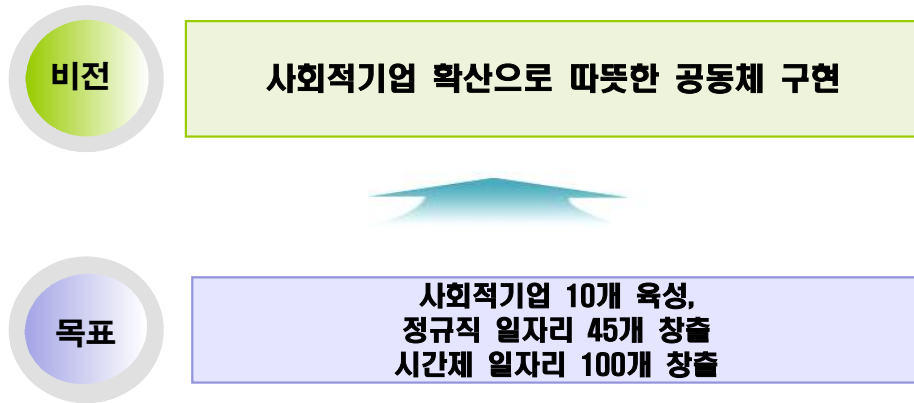 비전
사회적기업 확산으로 따뜻한 공동체 구현
목표
사회적기업 10개 육성,
정규직 일자리 45개 창출
시간제 일자리 100개 창출